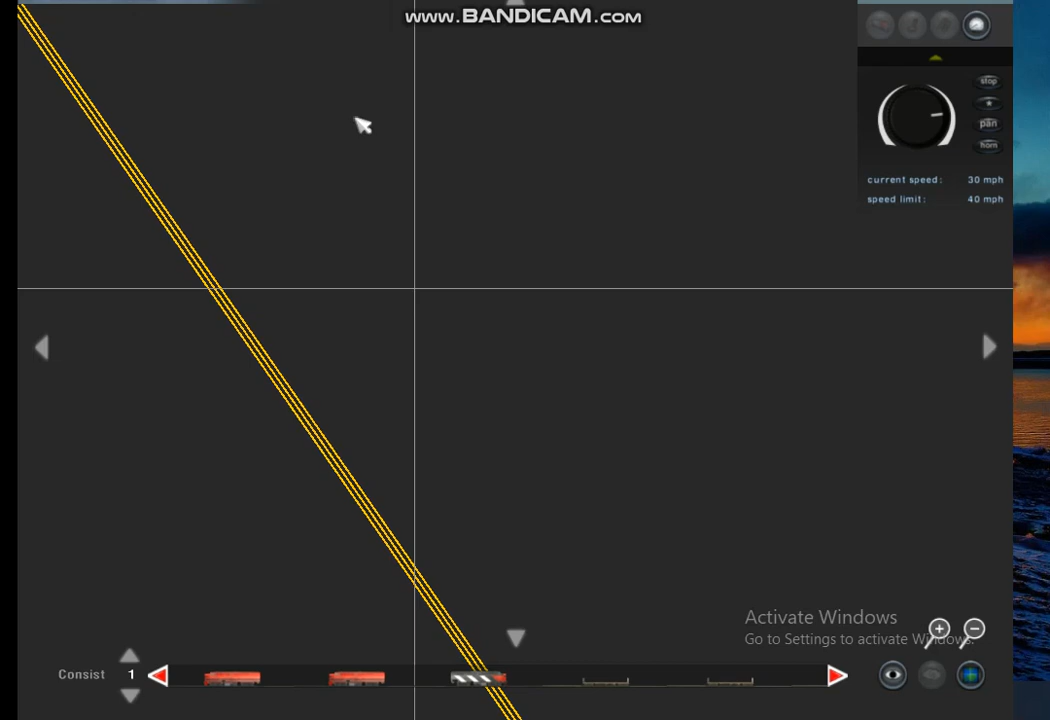 www.BANDICAM.com
stop
★
pan
horn
current speed: 30 mph
speed limit: 40 mph
Activate Windows
Go to Settings to activate Windows.
Consist 1